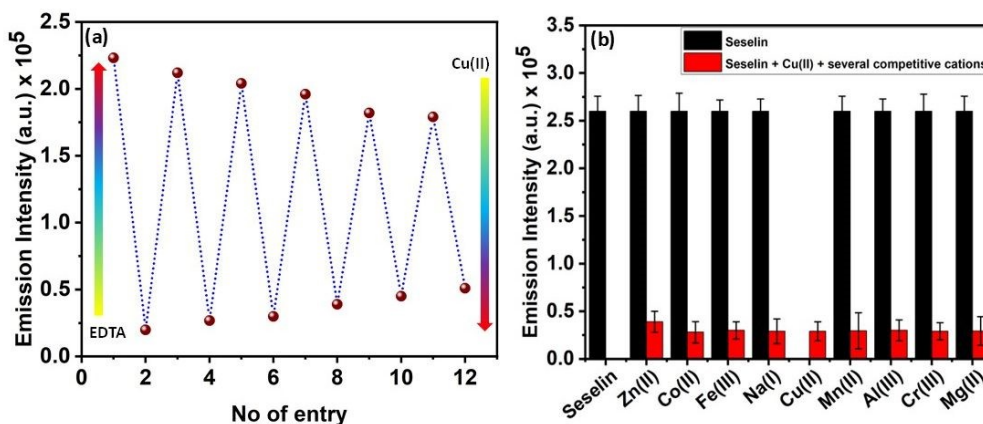 (a)
Emission Intensity (a.u.) x 10⁵
2.5
2.0
1.5
1.0
0.5
0.0
Cu(II)
EDTA
0 2 4 6 8 10 12
No of entry
(b)
Seselin
Seselin + Cu(II) + several competitive cations
Emission Intensity (a.u.) x 10⁵
3.5
3.0
2.5
2.0
1.5
1.0
0.5
0.0
Seselin Zn(II) Co(II) Fe(III) Na(I) Cu(II) Mn(II) Al(III) Cr(III) Mg(II)